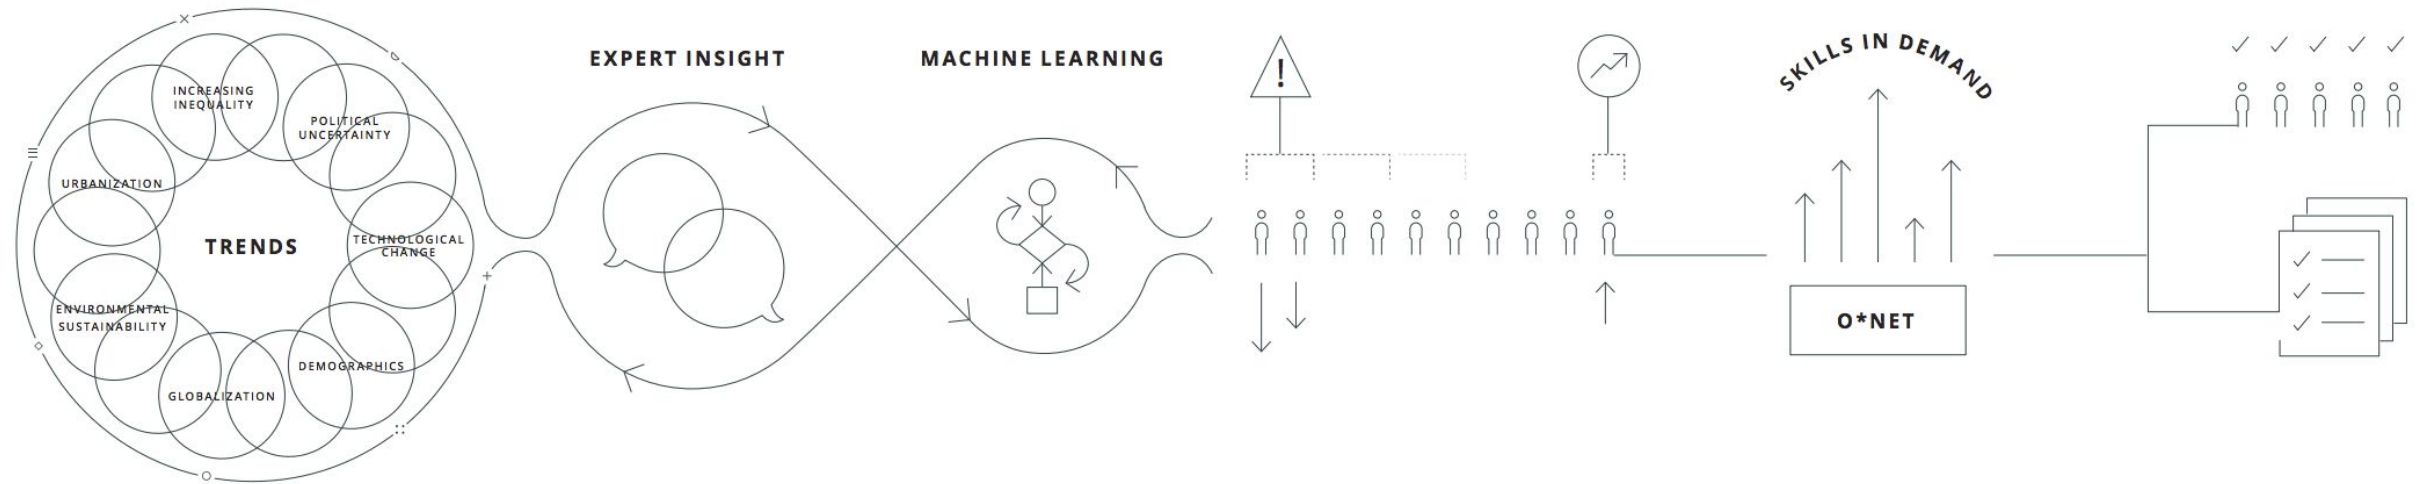 TRENDS
INCREASING
INEQUALITY
POLITICAL
UNCERTAINTY
TECHNOLOGICAL
CHANGE
DEMOGRAPHICS
GLOBALIZATION
ENVIRONMENTAL
SUSTAINABILITY
URBANIZATION
EXPERT INSIGHT
MACHINE LEARNING
!
SKILLS IN DEMAND
O*NET